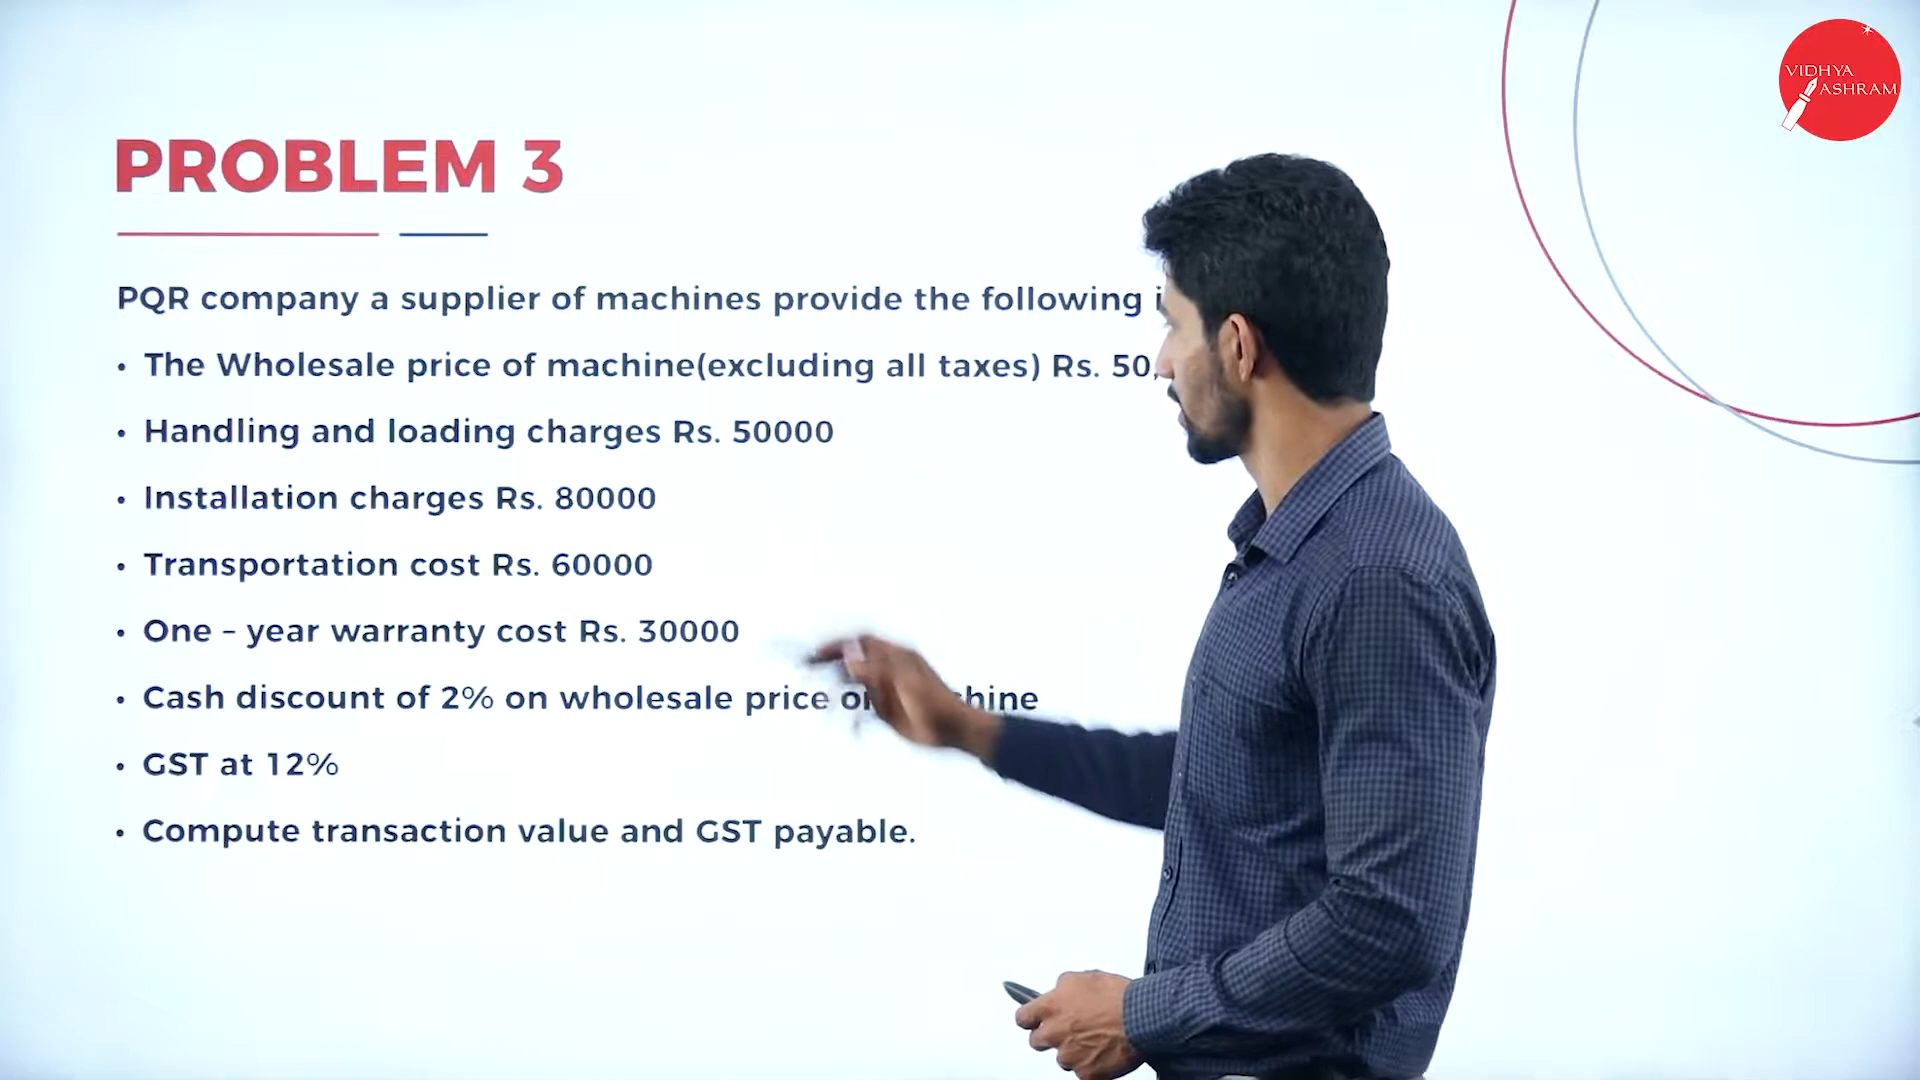 VIDHYA
ASHRAM
PROBLEM 3
PQR company a supplier of machines provide the following
• The Wholesale price of machine(excluding all taxes) Rs. 50,
• Handling and loading charges Rs. 50000
• Installation charges Rs. 80000
• Transportation cost Rs. 60000
• One – year warranty cost Rs. 30000
• Cash discount of 2% on wholesale price
• GST at 12%
• Compute transaction value and GST payable.